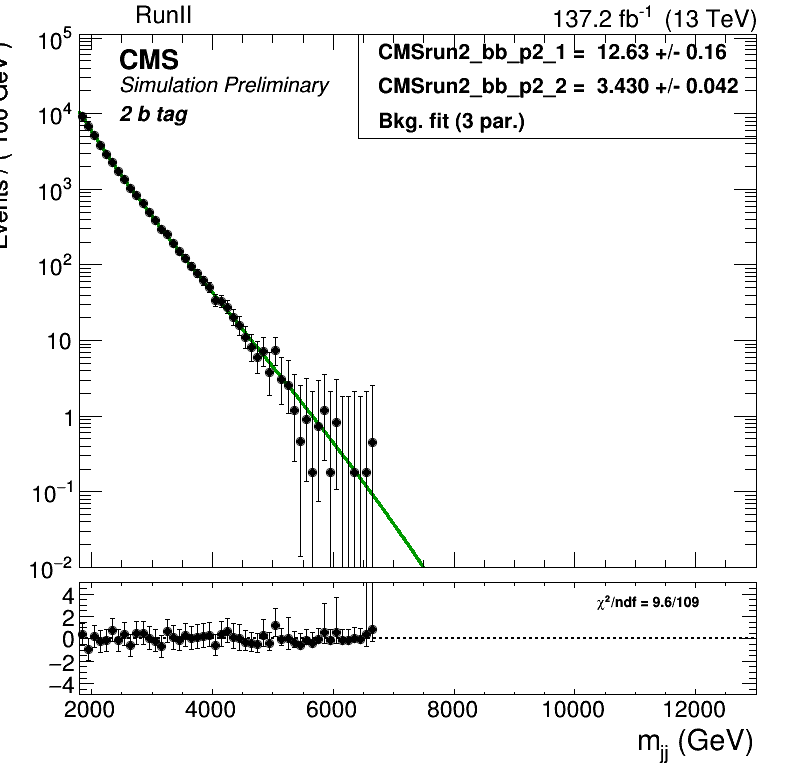 RunII
137.2 fb⁻¹ (13 TeV)
CMS
Simulation Preliminary
2 b tag
CMSrun2_bb_p2_1 = 12.63 +/- 0.16
CMSrun2_bb_p2_2 = 3.430 +/- 0.042
Bkg. fit (3 par.)
10⁵
10⁴
10³
10²
10
1
10⁻¹
10⁻²
χ²/ndf = 9.6/109
4
2
0
−2
−4
2000 4000 6000 8000 10000 12000
m_jj (GeV)